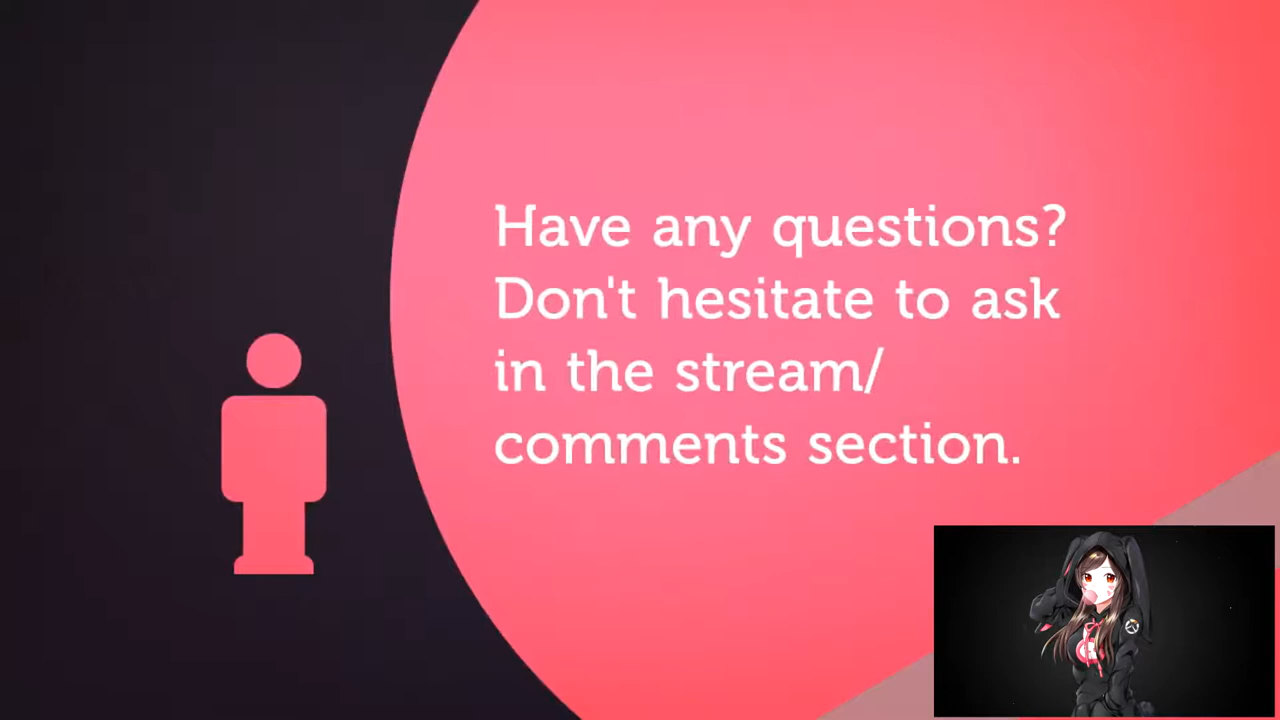 Have any questions?
Don't hesitate to ask
in the stream/
comments section.